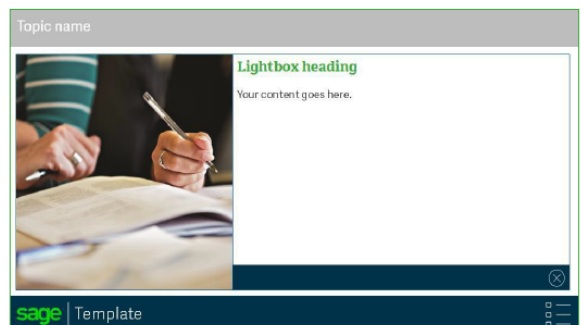 Topic name
Lightbox heading
Your content goes here.
sage Template